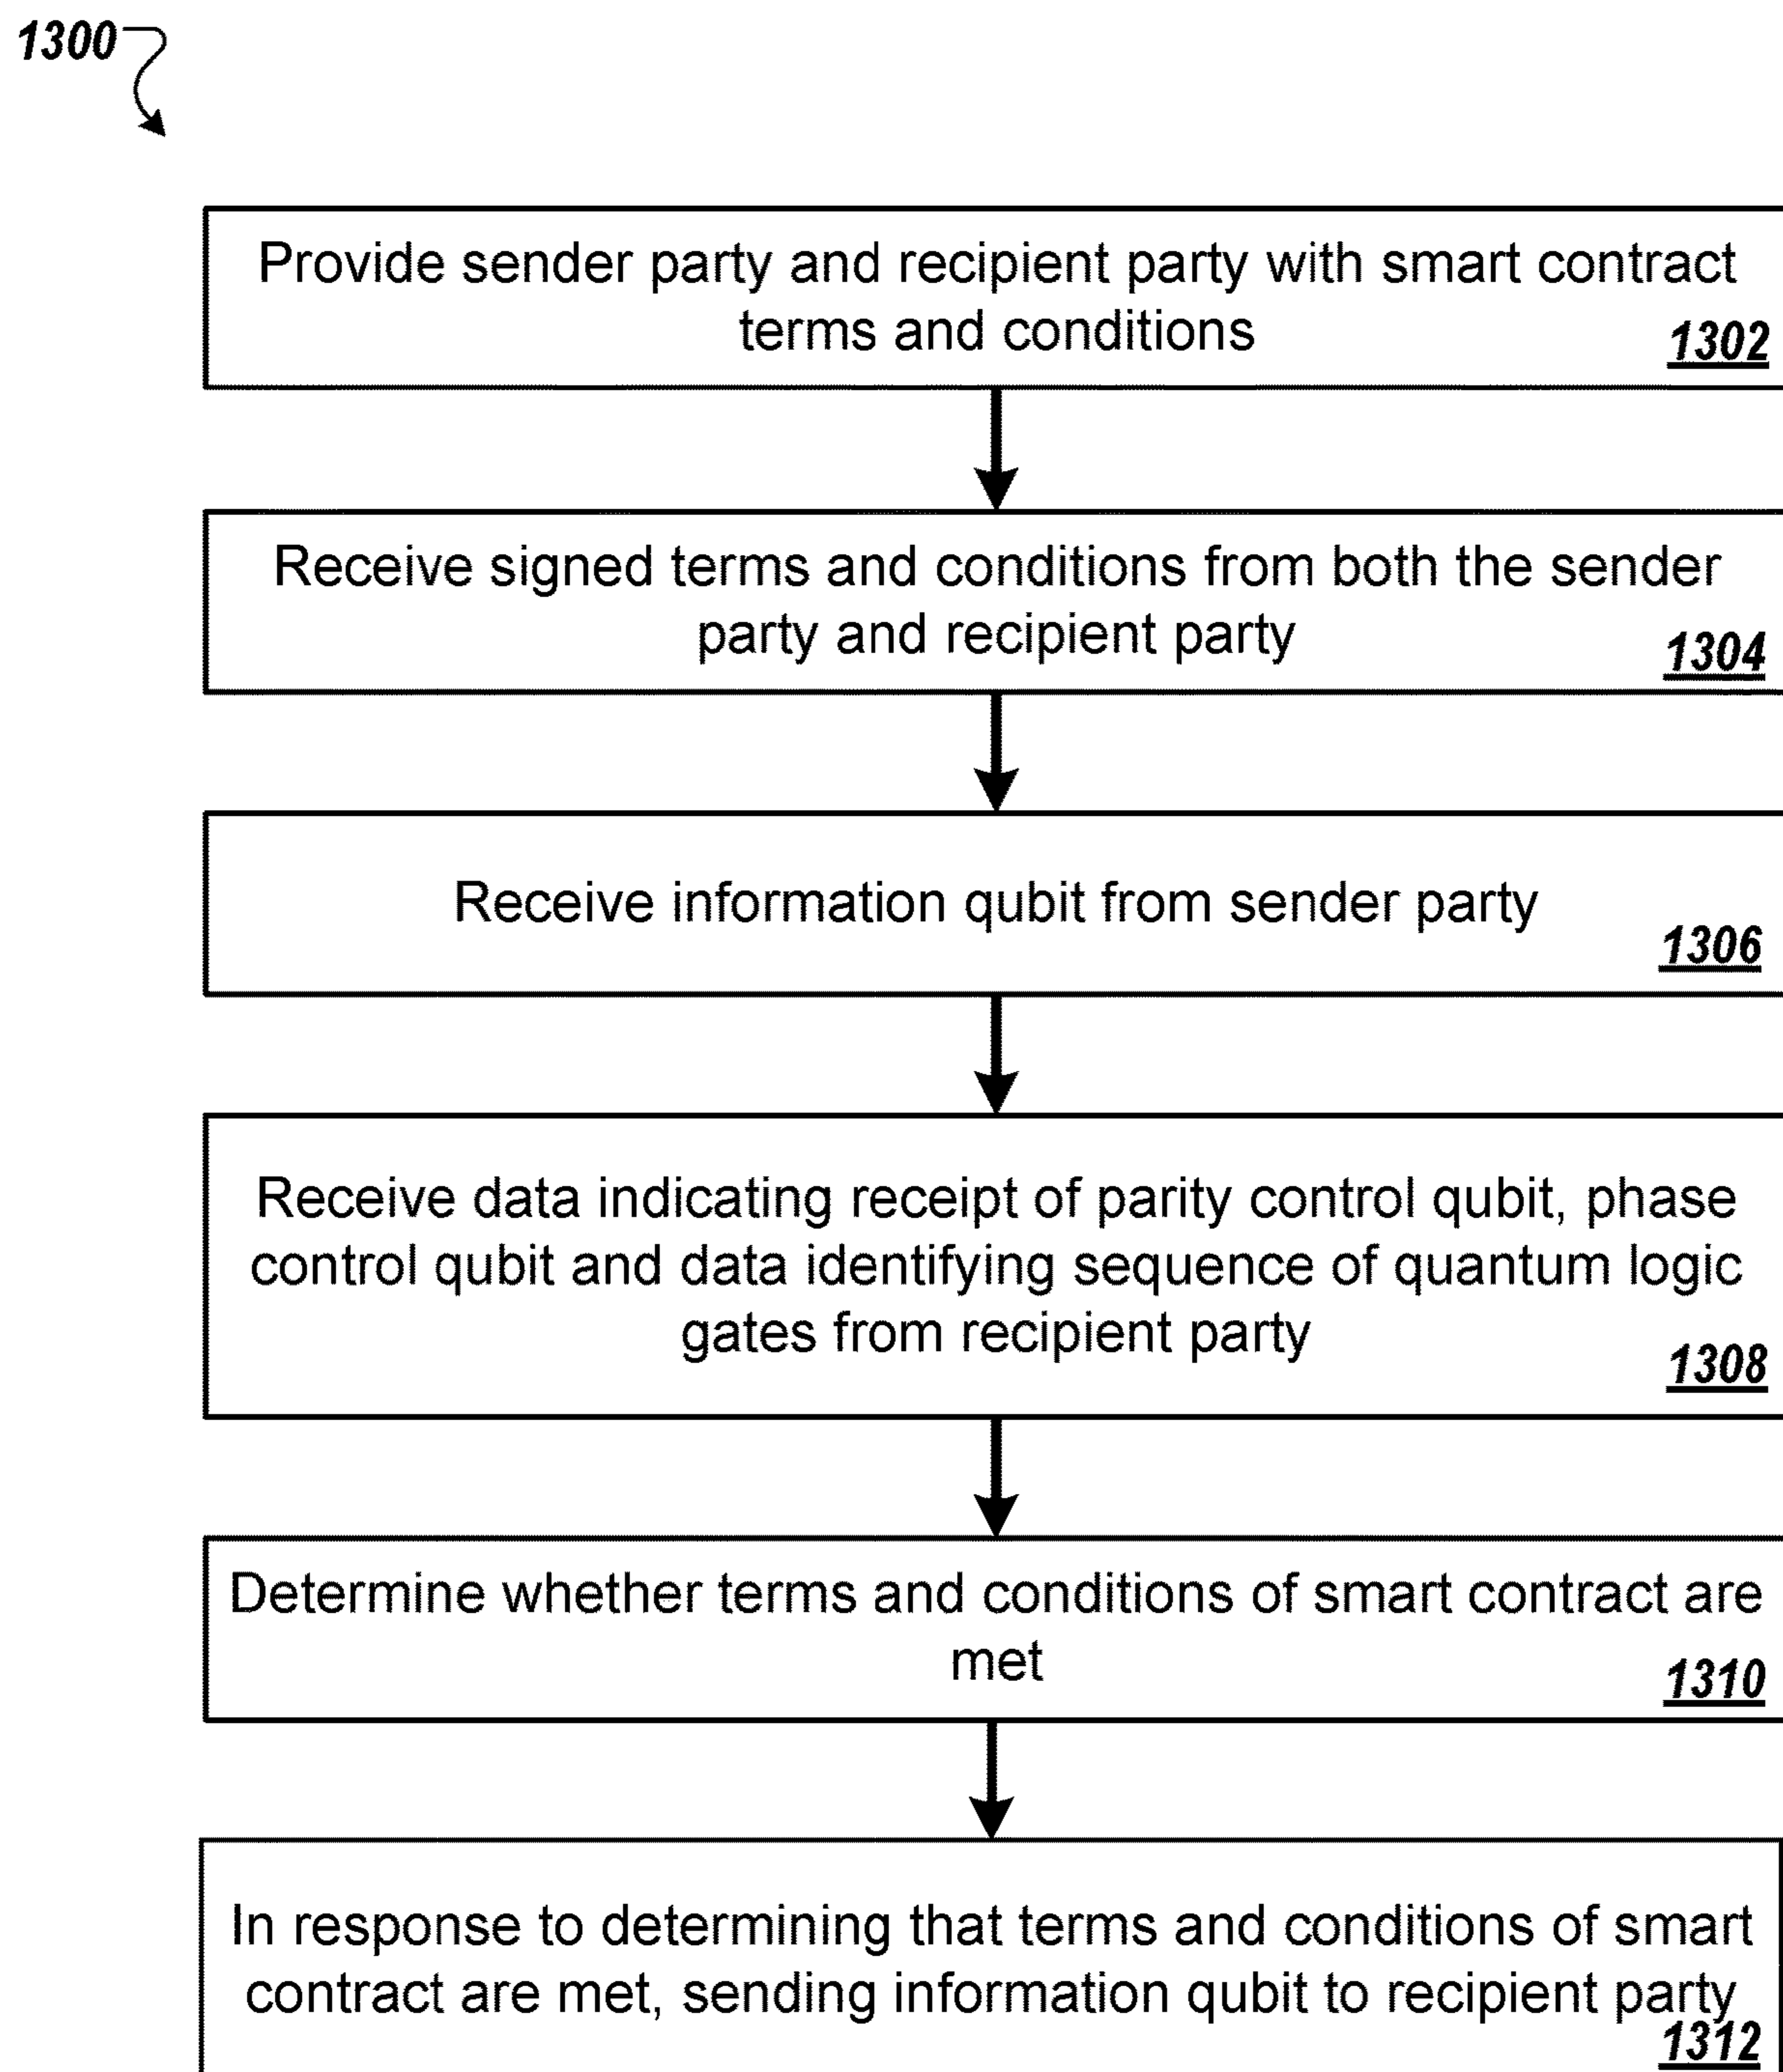 1300
Provide sender party and recipient party with smart contract
terms and conditions
1302
Receive signed terms and conditions from both the sender
party and recipient party
1304
Receive information qubit from sender party
1306
Receive data indicating receipt of parity control qubit, phase
control qubit and data identifying sequence of quantum logic
gates from recipient party
1308
Determine whether terms and conditions of smart contract are
met
1310
In response to determining that terms and conditions of smart
contract are met, sending information qubit to recipient party
1312